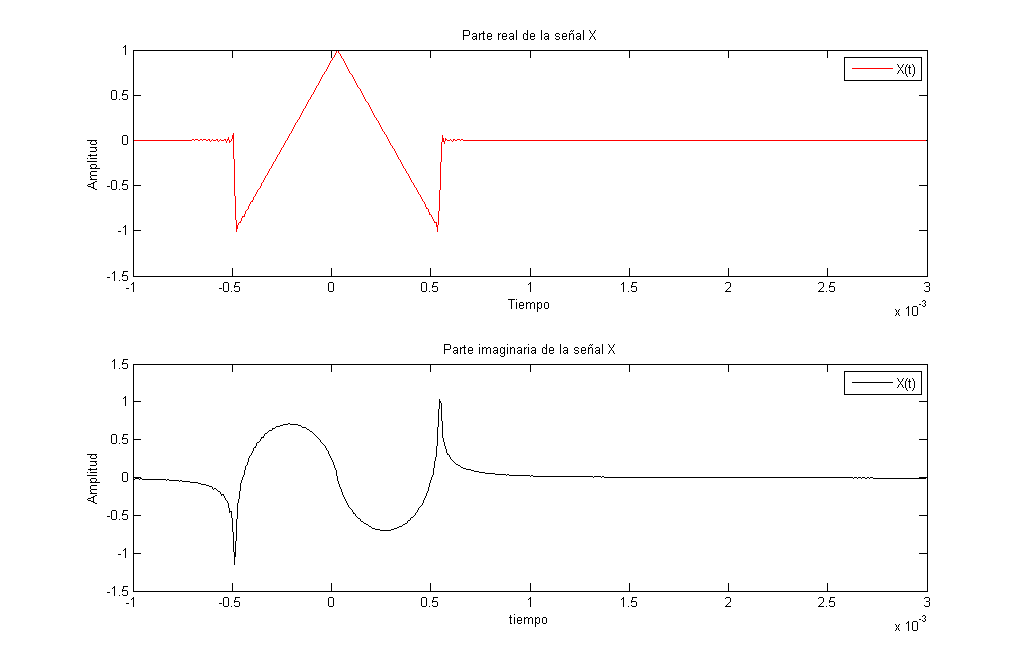 Parte real de la señal X
1
0.5
0
-0.5
-1
-1.5
Amplitud
X(t)
-1 -0.5 0 0.5 1 1.5 2 2.5 3
Tiempo
x 10-3
Parte imaginaria de la señal X
1.5
1
0.5
0
-0.5
-1
-1.5
Amplitud
X(t)
-1 -0.5 0 0.5 1 1.5 2 2.5 3
tiempo
x 10-3